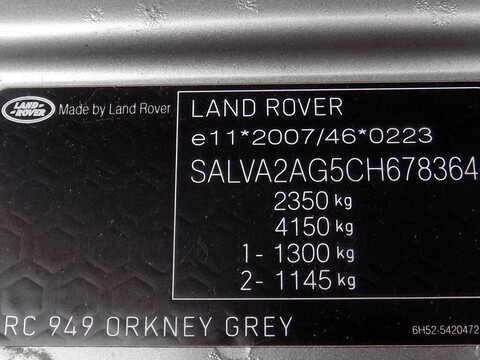 LAND ROVER
Made by Land Rover
LAND ROVER
e11*2007/46*0223
SALVA2AG5CH678364
2350 kg
4150 kg
1- 1300 kg
2- 1145 kg
RC 949 ORKNEY GREY
6H52-5420472